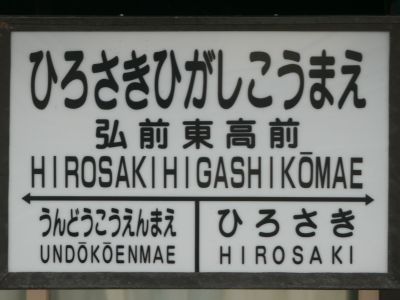 ひろさきひがしこうまえ
弘前東高前
HIROSAKIHIGASHIKŌMAE
うんどうこうえんまえ ひろさき
UNDŌKŌENMAE HIROSAKI